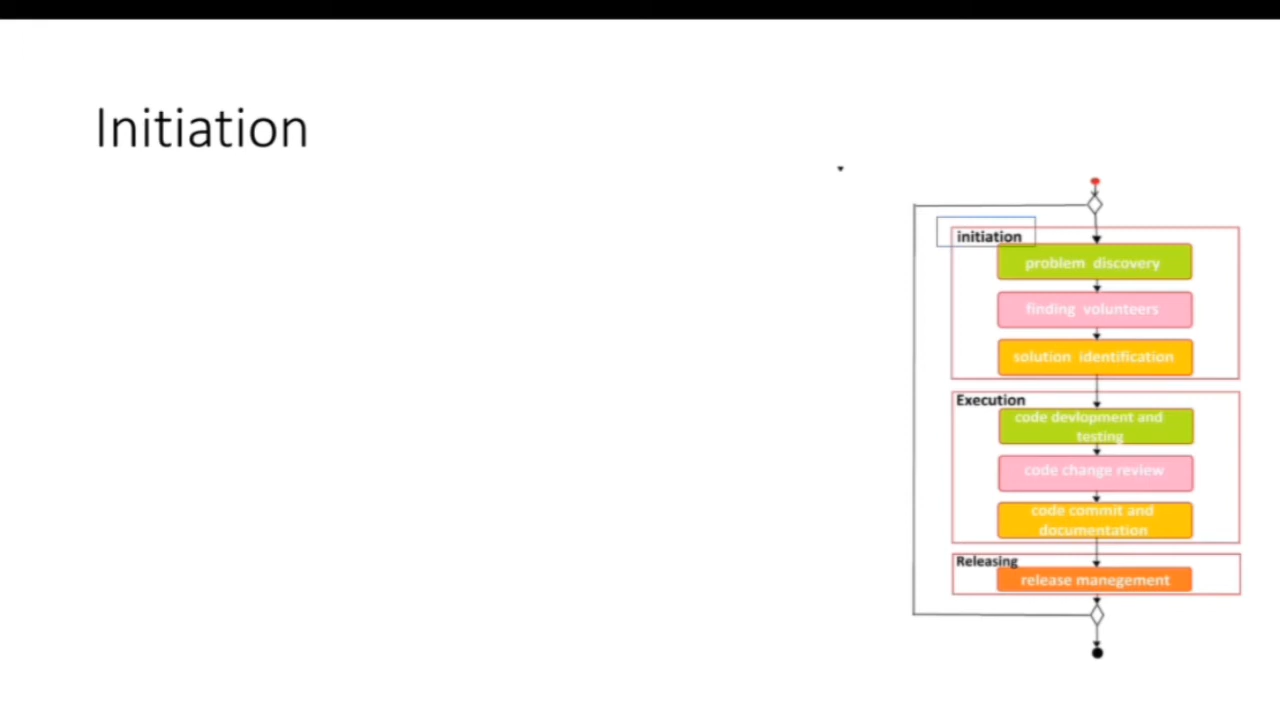 Initiation
initiation
problem discovery
finding volunteers
solution identification
Execution
code devlopment and
testing
code change review
code commit and
documentation
Releasing
release manegement